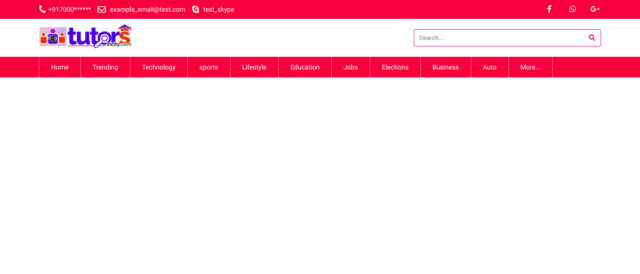 +917000****** example_email@test.com test_skype
tutors
Search...
Home Trending Technology sports Lifestyle Education Jobs Elections Business Auto More...